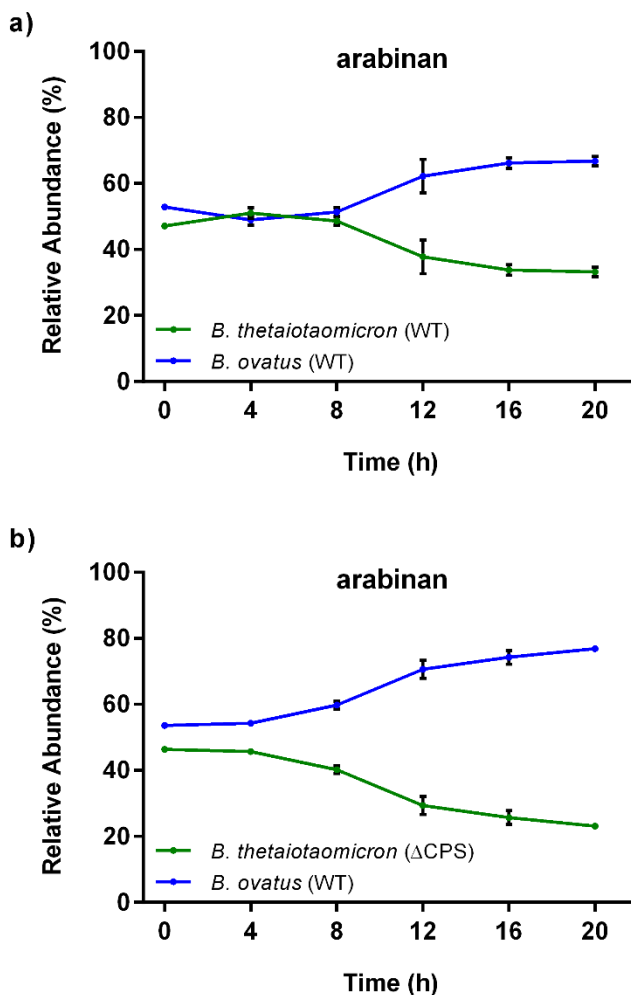 a)
arabinan
Relative Abundance (%)
100
80
60
40
20
0
B. thetaiotaomicron (WT)
B. ovatus (WT)
0 4 8 12 16 20
Time (h)
b)
arabinan
Relative Abundance (%)
100
80
60
40
20
0
B. thetaiotaomicron (ΔCPS)
B. ovatus (WT)
0 4 8 12 16 20
Time (h)